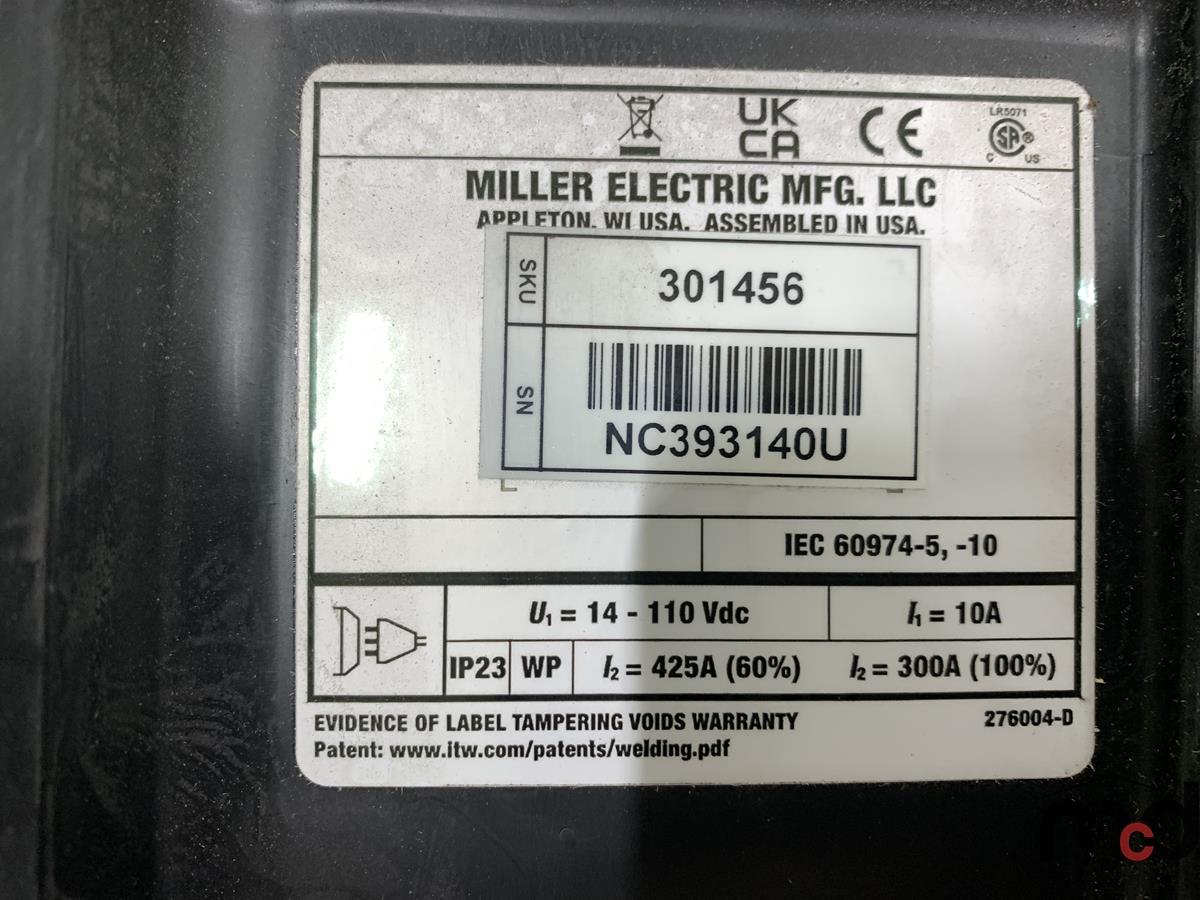 UK
CA
CE
LR5071
SA®
C US
MILLER ELECTRIC MFG. LLC
APPLETON, WI USA. ASSEMBLED IN USA.
SKU
301456
SN
NC393140U
IEC 60974-5, -10
U₁ = 14 - 110 Vdc
I₁ = 10A
IP23
WP
I₂ = 425A (60%)
I₂ = 300A (100%)
EVIDENCE OF LABEL TAMPERING VOIDS WARRANTY
276004-D
Patent: www.itw.com/patents/welding.pdf
mcd